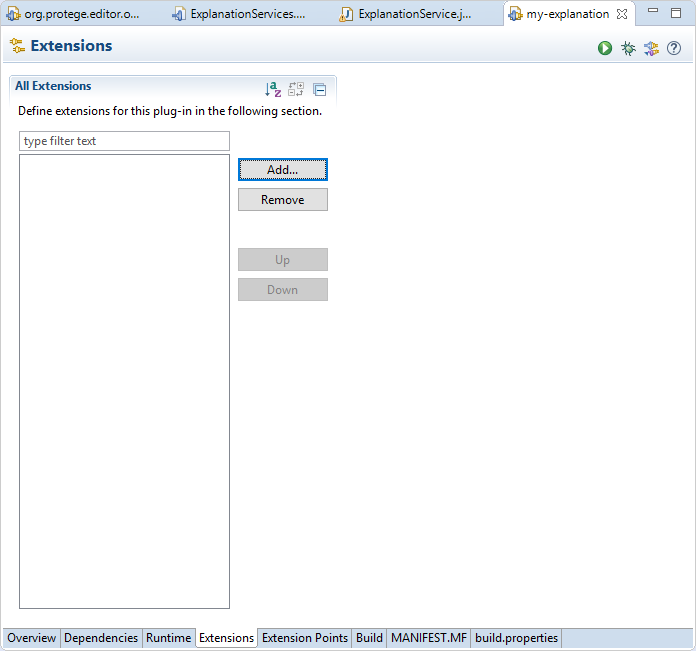 org.protege.editor.o...
ExplanationServices....
ExplanationService.j...
my-explanation
Extensions
All Extensions
Define extensions for this plug-in in the following section.
type filter text
Add...
Remove
Up
Down
Overview
Dependencies
Runtime
Extensions
Extension Points
Build
MANIFEST.MF
build.properties